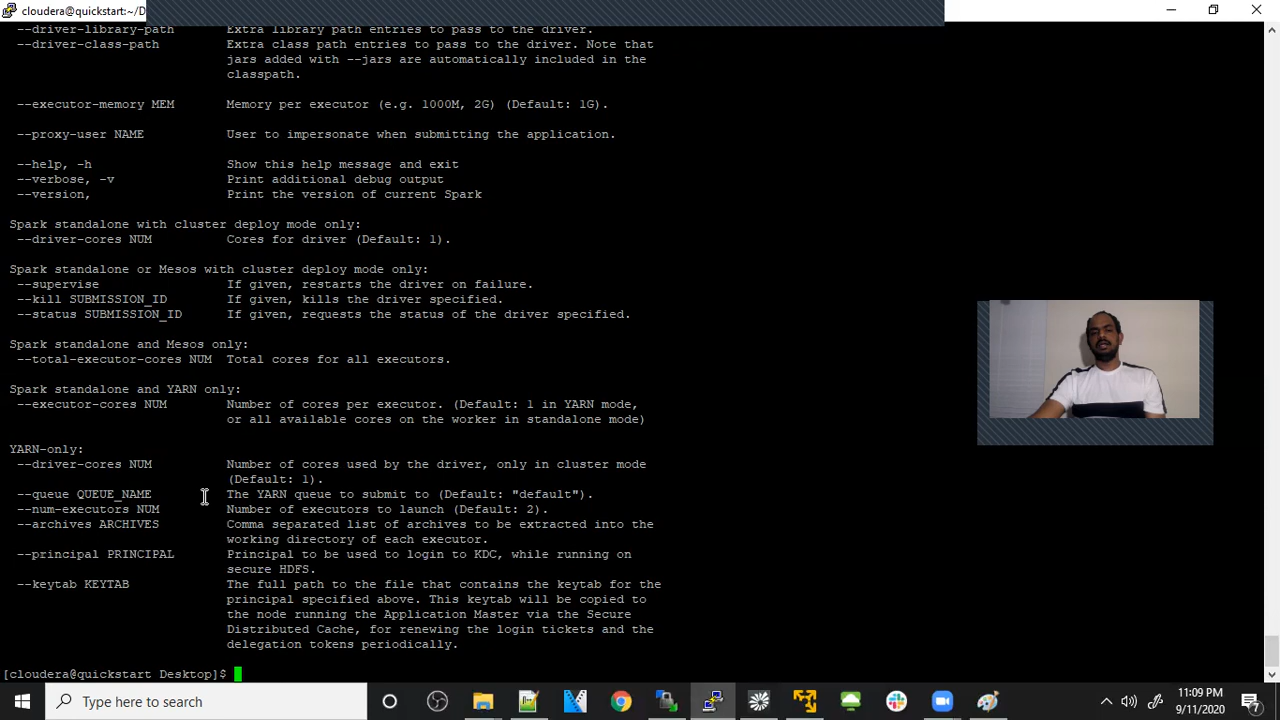 cloudera@quickstart:~/D
--driver-library-path Extra library path entries to pass to the driver.
--driver-class-path Extra class path entries to pass to the driver. Note that
jars added with --jars are automatically included in the
classpath.
--executor-memory MEM Memory per executor (e.g. 1000M, 2G) (Default: 1G).
--proxy-user NAME User to impersonate when submitting the application.
--help, -h Show this help message and exit
--verbose, -v Print additional debug output
--version, Print the version of current Spark
Spark standalone with cluster deploy mode only:
--driver-cores NUM Cores for driver (Default: 1).
Spark standalone or Mesos with cluster deploy mode only:
--supervise If given, restarts the driver on failure.
--kill SUBMISSION_ID If given, kills the driver specified.
--status SUBMISSION_ID If given, requests the status of the driver specified.
Spark standalone and Mesos only:
--total-executor-cores NUM Total cores for all executors.
Spark standalone and YARN only:
--executor-cores NUM Number of cores per executor. (Default: 1 in YARN mode,
or all available cores on the worker in standalone mode)
YARN-only:
--driver-cores NUM Number of cores used by the driver, only in cluster mode
(Default: 1).
--queue QUEUE_NAME The YARN queue to submit to (Default: "default").
--num-executors NUM Number of executors to launch (Default: 2).
--archives ARCHIVES Comma separated list of archives to be extracted into the
working directory of each executor.
--principal PRINCIPAL Principal to be used to login to KDC, while running on
secure HDFS.
--keytab KEYTAB The full path to the file that contains the keytab for the
principal specified above. This keytab will be copied to
the node running the Application Master via the Secure
Distributed Cache, for renewing the login tickets and the
delegation tokens periodically.
[cloudera@quickstart Desktop]$
Type here to search
11:09 PM
9/11/2020
7